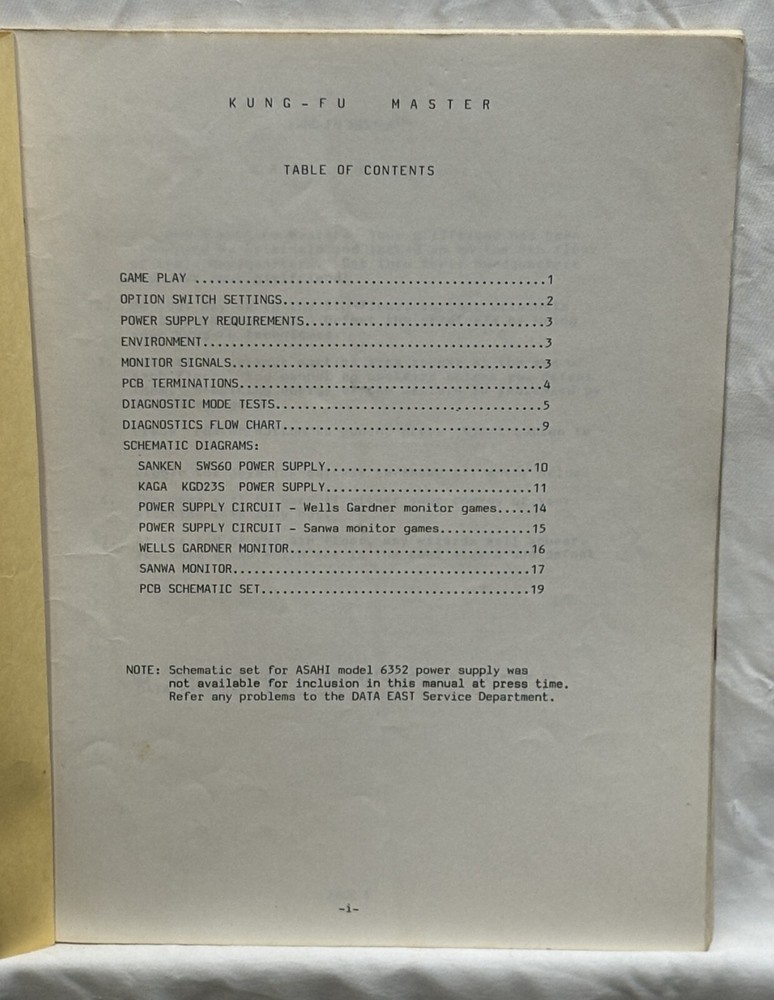 KUNG-FU MASTER
TABLE OF CONTENTS
GAME PLAY ................................................1
OPTION SWITCH SETTINGS....................................2
POWER SUPPLY REQUIREMENTS.................................3
ENVIRONMENT...............................................3
MONITOR SIGNALS...........................................3
PCB TERMINATIONS..........................................4
DIAGNOSTIC MODE TESTS.....................................5
DIAGNOSTICS FLOW CHART....................................9
SCHEMATIC DIAGRAMS:
SANKEN SWS60 POWER SUPPLY.............................10
KAGA KGD23S POWER SUPPLY.............................11
POWER SUPPLY CIRCUIT - Wells Gardner monitor games.....14
POWER SUPPLY CIRCUIT - Sanwa monitor games.............15
WELLS GARDNER MONITOR..................................16
SANWA MONITOR..........................................17
PCB SCHEMATIC SET......................................19
NOTE: Schematic set for ASAHI model 6352 power supply was
not available for inclusion in this manual at press time.
Refer any problems to the DATA EAST Service Department.
-i-